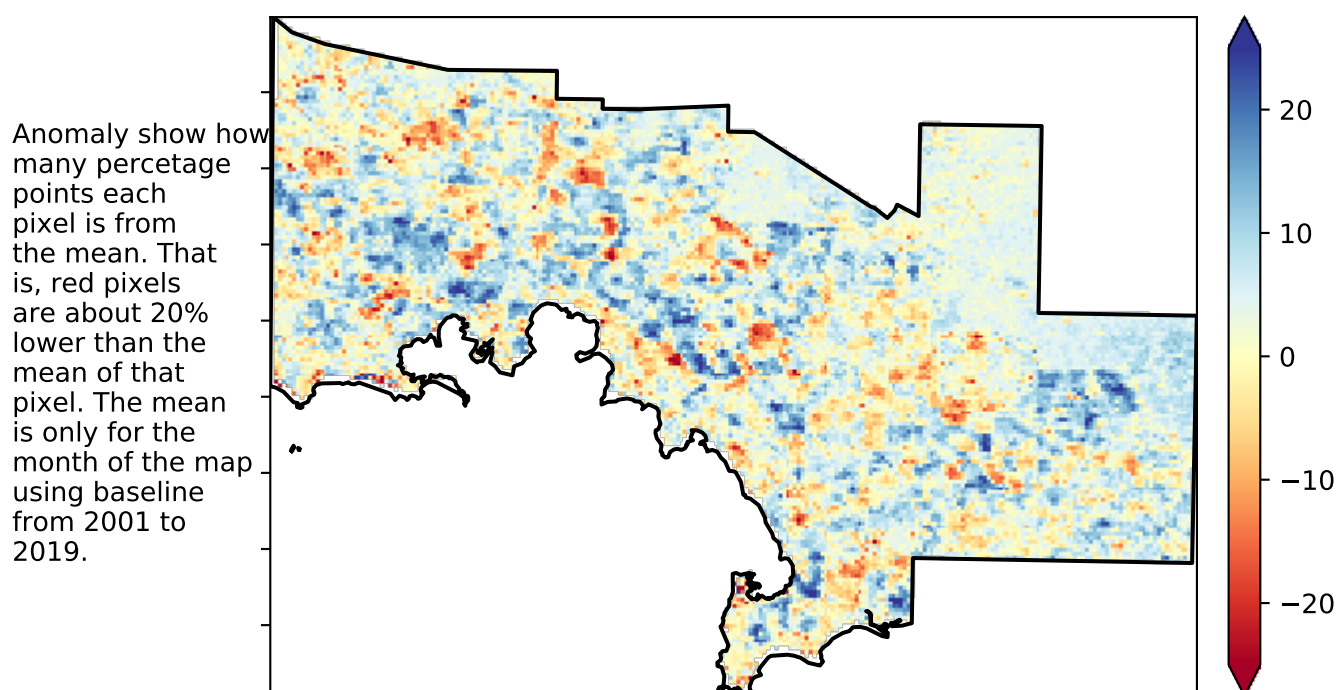 Anomaly show how
many percetage
points each
pixel is from
the mean. That
is, red pixels
are about 20%
lower than the
mean of that
pixel. The mean
is only for the
month of the map
using baseline
from 2001 to
2019.
20
10
0
−10
−20